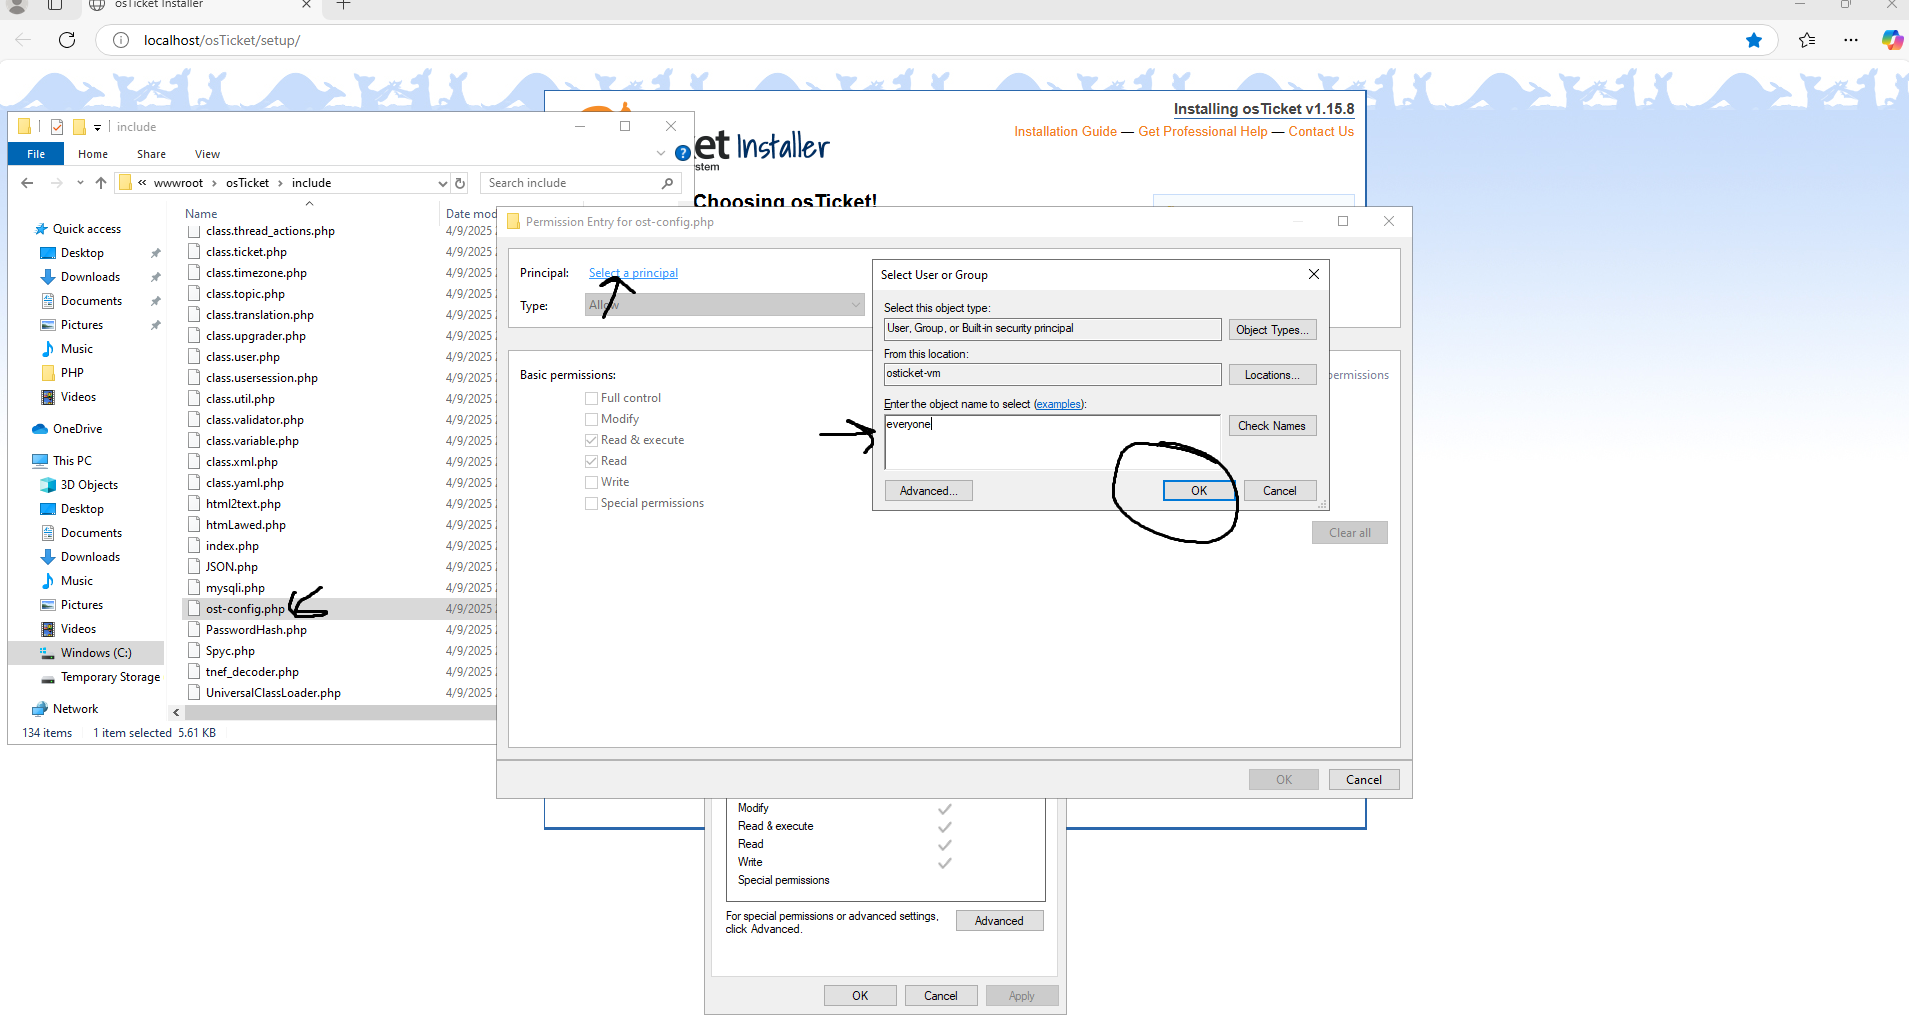 osTicket Installer
localhost/osTicket/setup/
Installing osTicket v1.15.8
Installation Guide — Get Professional Help — Contact Us
et Installer
stem
Choosing osTicket!
include
File Home Share View
« wwwroot > osTicket > include
Search include
Name
Date mod
class.thread_actions.php 4/9/2025
class.ticket.php 4/9/2025
class.timezone.php 4/9/2025
class.topic.php 4/9/2025
class.translation.php 4/9/2025
class.upgrader.php 4/9/2025
class.user.php 4/9/2025
class.usersession.php 4/9/2025
class.util.php 4/9/2025
class.validator.php 4/9/2025
class.variable.php 4/9/2025
class.xml.php 4/9/2025
class.yaml.php 4/9/2025
html2text.php 4/9/2025
htmLawed.php 4/9/2025
index.php 4/9/2025
JSON.php 4/9/2025
mysqli.php 4/9/2025
ost-config.php 4/9/2025
PasswordHash.php 4/9/2025
Spyc.php 4/9/2025
tnef_decoder.php 4/9/2025
UniversalClassLoader.php 4/9/2025
Quick access
Desktop
Downloads
Documents
Pictures
Music
PHP
Videos
OneDrive
This PC
3D Objects
Desktop
Documents
Downloads
Music
Pictures
Videos
Windows (C:)
Temporary Storage
Network
134 items 1 item selected 5.61 KB
Permission Entry for ost-config.php
Principal: Select a principal
Type: Allow
Basic permissions:
Full control
Modify
Read & execute
Read
Write
Special permissions
permissions
Clear all
OK Cancel
Select User or Group
Select this object type:
User, Group, or Built-in security principal
Object Types...
From this location:
osticket-vm
Locations...
Enter the object name to select (examples):
everyone
Check Names
Advanced... OK Cancel
Modify
Read & execute
Read
Write
Special permissions
For special permissions or advanced settings,
click Advanced.
Advanced
OK Cancel Apply